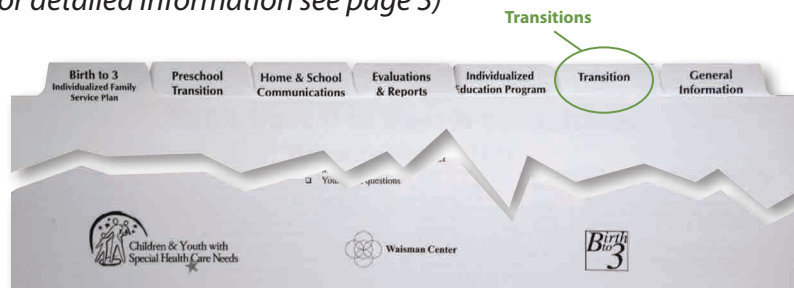 or detailed information see page 5)
Transitions
Birth to 3
Individualized Family
Service Plan
Preschool
Transition
Home & School
Communications
Evaluations
& Reports
Individualized
Education Program
Transition
General
Information
questions
Children & Youth with
Special Health Care Needs
Waisman Center
Birth
to
3